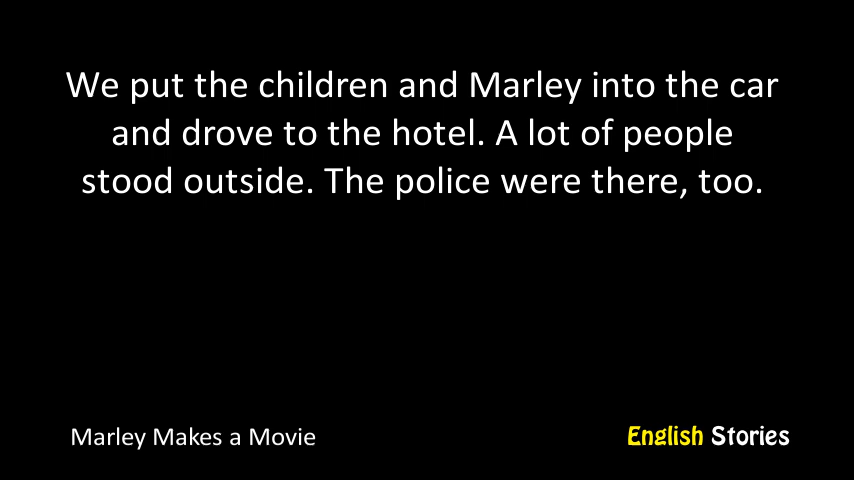 We put the children and Marley into the car
and drove to the hotel. A lot of people
stood outside. The police were there, too.
Marley Makes a Movie
English Stories